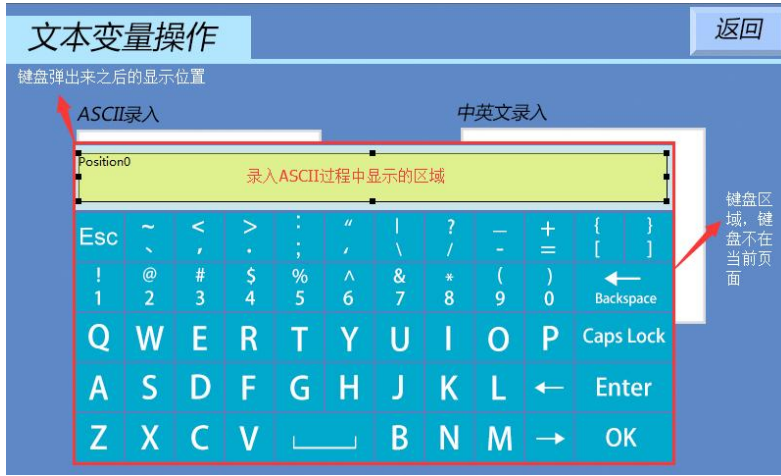 文本变量操作
返回
键盘弹出来之后的显示位置
ASCII录入
中英文录入
Position0
录入ASCII过程中显示的区域
键盘区
域，键
盘不在
当前页
面
Esc ~ < > : " | ? _ + { }
` , . ; ' \ / - = [ ]
! @ # $ % ^ & * ( ) ←
1 2 3 4 5 6 7 8 9 0 Backspace
Q W E R T Y U I O P Caps Lock
A S D F G H J K L ← Enter
Z X C V B N M → OK